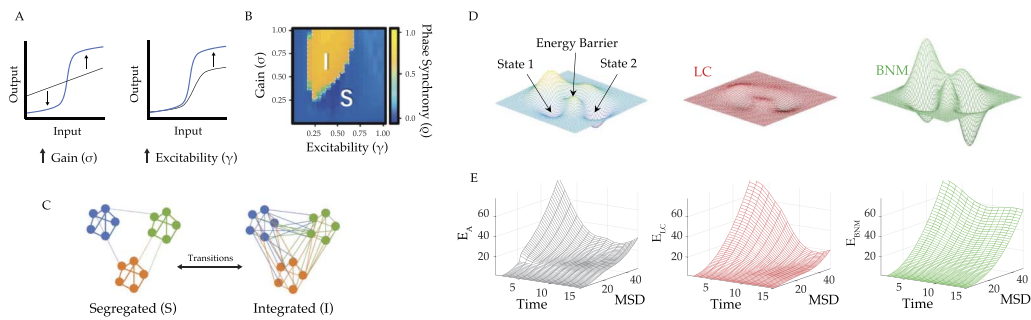 A
Output
Input
Output
Input
↑ Gain (σ)
↑ Excitability (γ)
B
Gain (σ)
1.00
0.75
0.50
0.25
I
S
0.25 0.50 0.75 1.00
Excitability (γ)
1.0
0.5
0.0
Phase Synchrony (ϱ)
C
Transitions
Segregated (S)
Integrated (I)
D
Energy Barrier
State 1
State 2
LC
BNM
E
E_A
60
40
20
5 10 15
Time
20 40
MSD
E_LC
60
40
20
5 10 15
Time
20 40
MSD
E_BNM
60
40
20
5 10 15
Time
20 40
MSD